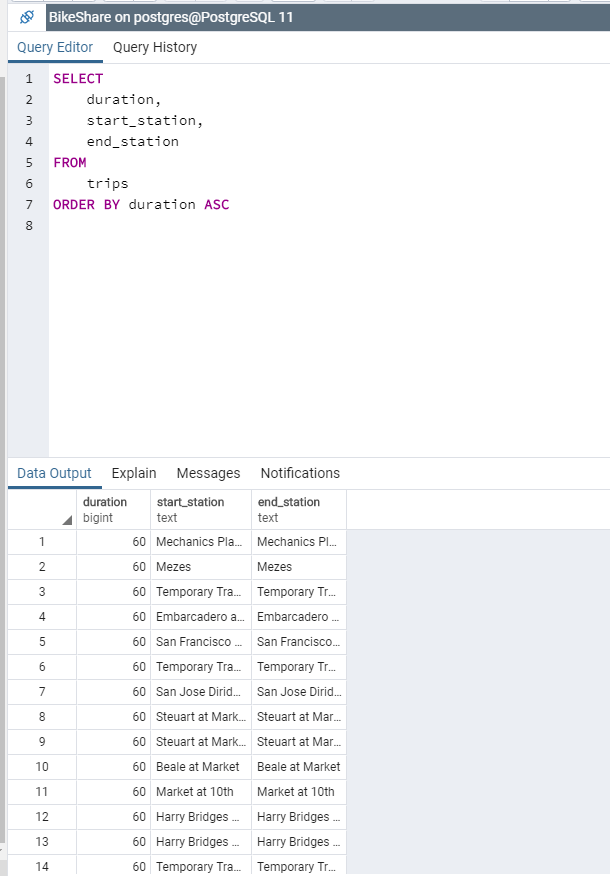 BikeShare on postgres@PostgreSQL 11
Query Editor Query History
1 SELECT
2 duration,
3 start_station,
4 end_station
5 FROM
6 trips
7 ORDER BY duration ASC
8
Data Output Explain Messages Notifications
duration start_station end_station
bigint text text
1 60 Mechanics Pla... Mechanics Pl...
2 60 Mezes Mezes
3 60 Temporary Tra... Temporary Tr...
4 60 Embarcadero a... Embarcadero ...
5 60 San Francisco ... San Francisco...
6 60 Temporary Tra... Temporary Tr...
7 60 San Jose Dirid... San Jose Dirid...
8 60 Steuart at Mark... Steuart at Mar...
9 60 Steuart at Mark... Steuart at Mar...
10 60 Beale at Market Beale at Market
11 60 Market at 10th Market at 10th
12 60 Harry Bridges ... Harry Bridges ...
13 60 Harry Bridges ... Harry Bridges ...
14 60 Temporary Tra... Temporary Tr...